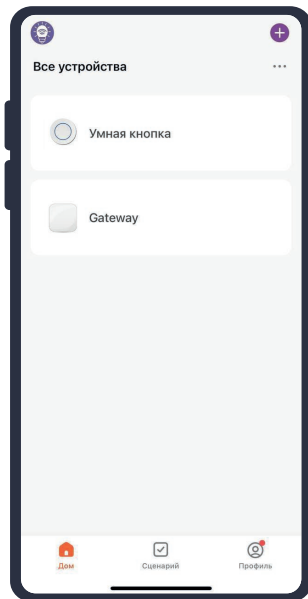 Все устройства
Умная кнопка
Gateway
Дом
Сценарий
Профиль